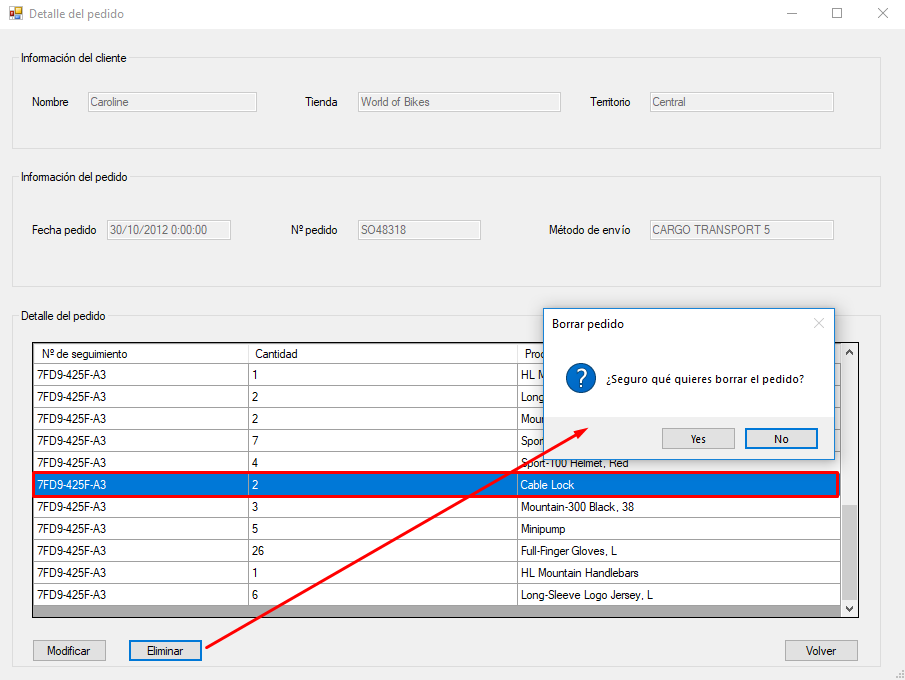 Detalle del pedido
Información del cliente
Nombre Caroline Tienda World of Bikes Territorio Central
Información del pedido
Fecha pedido 30/10/2012 0:00:00 Nº pedido SO48318 Método de envío CARGO TRANSPORT 5
Detalle del pedido
Borrar pedido
¿Seguro qué quieres borrar el pedido?
Yes No
Nº de seguimiento Cantidad
7FD9-425F-A3 1 HL
7FD9-425F-A3 2
7FD9-425F-A3 2
7FD9-425F-A3 7
7FD9-425F-A3 4 Sport-100 Helmet, Red
7FD9-425F-A3 2 Cable Lock
7FD9-425F-A3 3 Mountain-300 Black, 38
7FD9-425F-A3 5 Minipump
7FD9-425F-A3 26 Full-Finger Gloves, L
7FD9-425F-A3 1 HL Mountain Handlebars
7FD9-425F-A3 6 Long-Sleeve Logo Jersey, L
Modificar Eliminar Volver